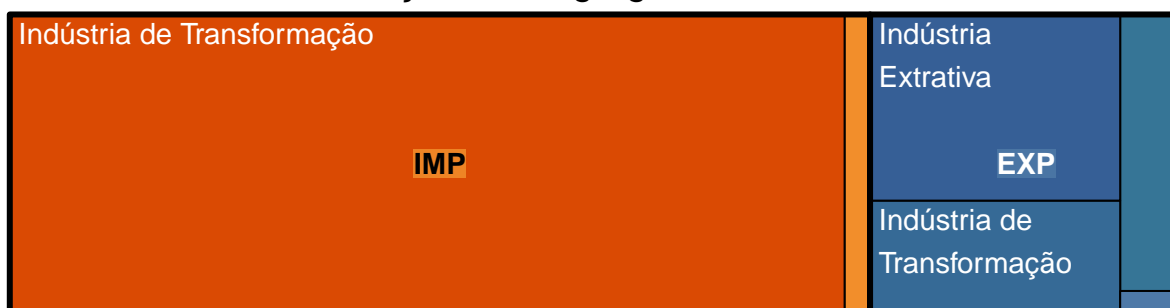 Indústria de Transformação
IMP
Indústria
Extrativa
EXP
Indústria de
Transformação